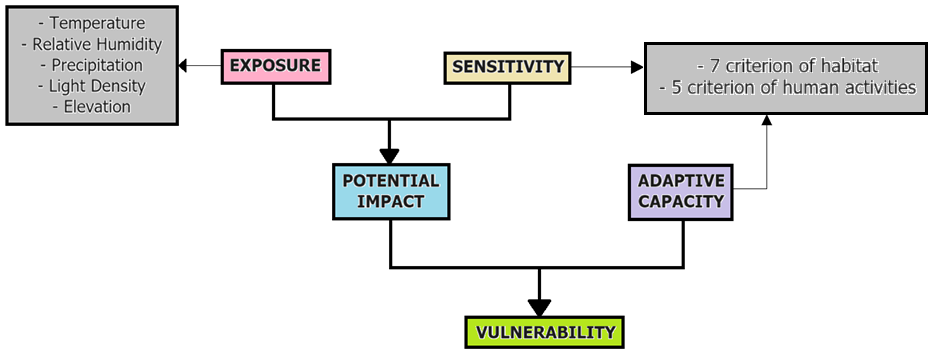 - Temperature
- Relative Humidity
- Precipitation
- Light Density
- Elevation
EXPOSURE
SENSITIVITY
- 7 criterion of habitat
- 5 criterion of human activities
POTENTIAL
IMPACT
ADAPTIVE
CAPACITY
VULNERABILITY